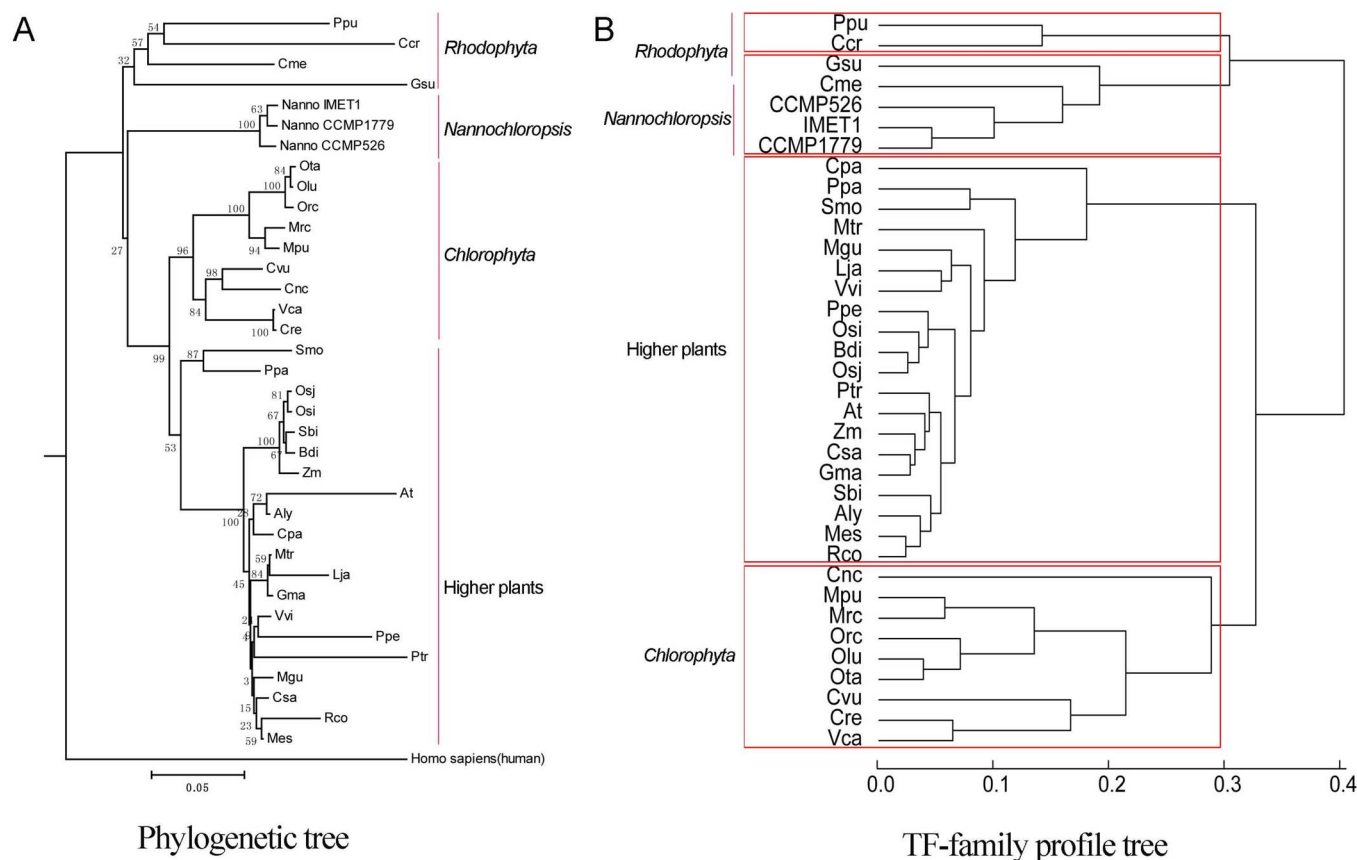 A
54
Ppu
57
Ccr
32
Cme
Gsu
Rhodophyta
63
Nanno IMET1
100
Nanno CCMP1779
Nanno CCMP526
Nannochloropsis
84
Ota
100
Olu
Orc
100
Mrc
94
Mpu
27
96
98
Cvu
Cnc
84
Vca
100
Cre
Chlorophyta
99
87
Smo
Ppa
81
Osj
67
Osi
Sbi
100
67
Bdi
53
Zm
72
At
28
Aly
100
Cpa
59
Mtr
84
Lja
45
Gma
Vvi
Ppe
Ptr
3
Mgu
15
Csa
23
Rco
59
Mes
Higher plants
Homo sapiens(human)
0.05
Phylogenetic tree
B
Rhodophyta
Nannochloropsis
Higher plants
Chlorophyta
Ppu
Ccr
Gsu
Cme
CCMP526
IMET1
CCMP1779
Cpa
Ppa
Smo
Mtr
Mgu
Lja
Vvi
Ppe
Osi
Bdi
Osj
Ptr
At
Zm
Csa
Gma
Sbi
Aly
Mes
Rco
Cnc
Mpu
Mrc
Orc
Olu
Ota
Cvu
Cre
Vca
0.0 0.1 0.2 0.3 0.4
TF-family profile tree